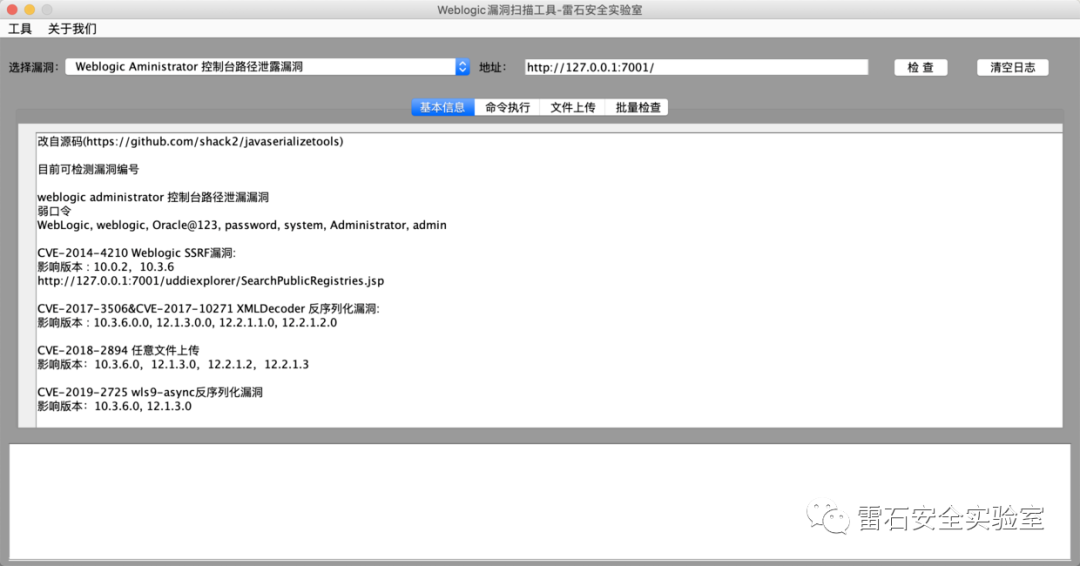 Weblogic漏洞扫描工具-雷石安全实验室
工具 关于我们
选择漏洞: Weblogic Aministrator 控制台路径泄露漏洞 地址: http://127.0.0.1:7001/ 检 查 清空日志
基本信息 命令执行 文件上传 批量检查
改自源码(https://github.com/shack2/javaserializetools)
目前可检测漏洞编号
weblogic administrator 控制台路径泄漏漏洞
弱口令
WebLogic, weblogic, Oracle@123, password, system, Administrator, admin
CVE-2014-4210 Weblogic SSRF漏洞:
影响版本 : 10.0.2，10.3.6
http://127.0.0.1:7001/uddiexplorer/SearchPublicRegistries.jsp
CVE-2017-3506&CVE-2017-10271 XMLDecoder 反序列化漏洞:
影响版本 : 10.3.6.0.0, 12.1.3.0.0, 12.2.1.1.0, 12.2.1.2.0
CVE-2018-2894 任意文件上传
影响版本：10.3.6.0，12.1.3.0，12.2.1.2，12.2.1.3
CVE-2019-2725 wls9-async反序列化漏洞
影响版本：10.3.6.0, 12.1.3.0
雷石安全实验室